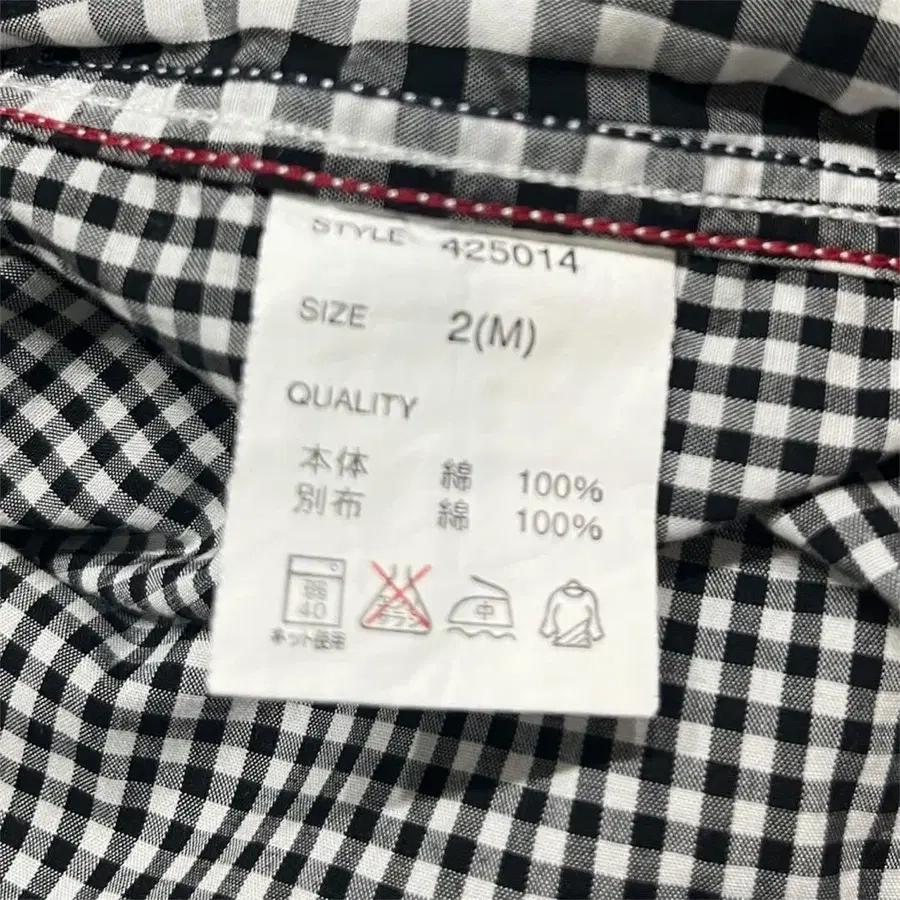 STYLE 425014
SIZE 2(M)
QUALITY
本体 綿 100%
別布 綿 100%
弱 40 中
ネット使用